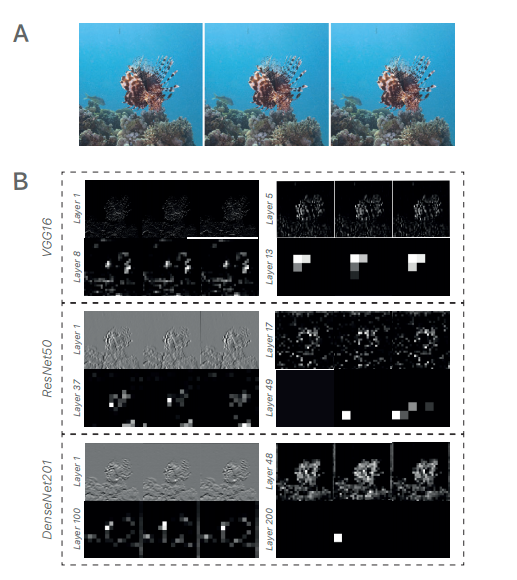 A
B
VGG16
Layer 1
Layer 5
Layer 8
Layer 13
ResNet50
Layer 1
Layer 17
Layer 37
Layer 49
DenseNet201
Layer 1
Layer 48
Layer 100
Layer 200